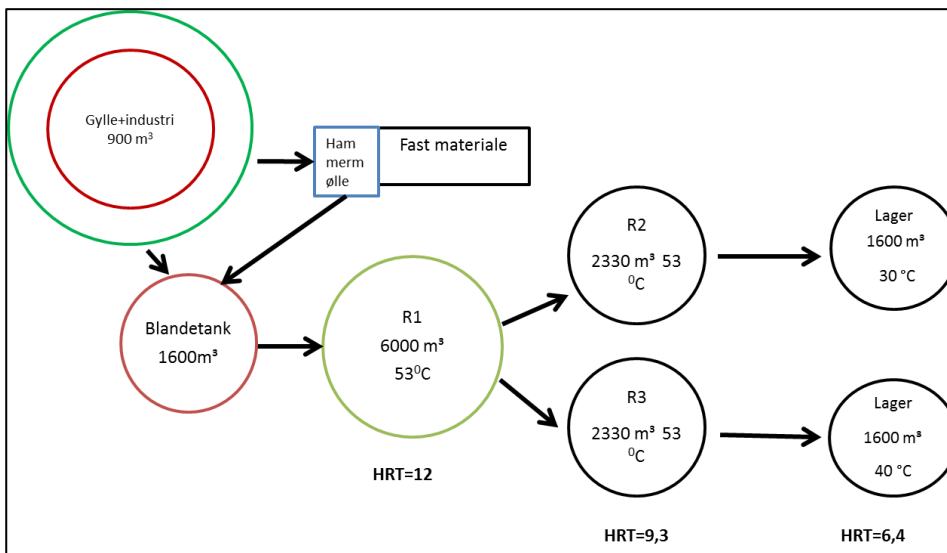 Gylle+industri
900 m³
Ham
merm
ølle
Fast materiale
Blandetank
1600m³
R1
6000 m³
53⁰C
HRT=12
R2
2330 m³ 53
⁰C
R3
2330 m³ 53
⁰C
HRT=9,3
Lager
1600 m³
30 °C
Lager
1600 m³
40 °C
HRT=6,4